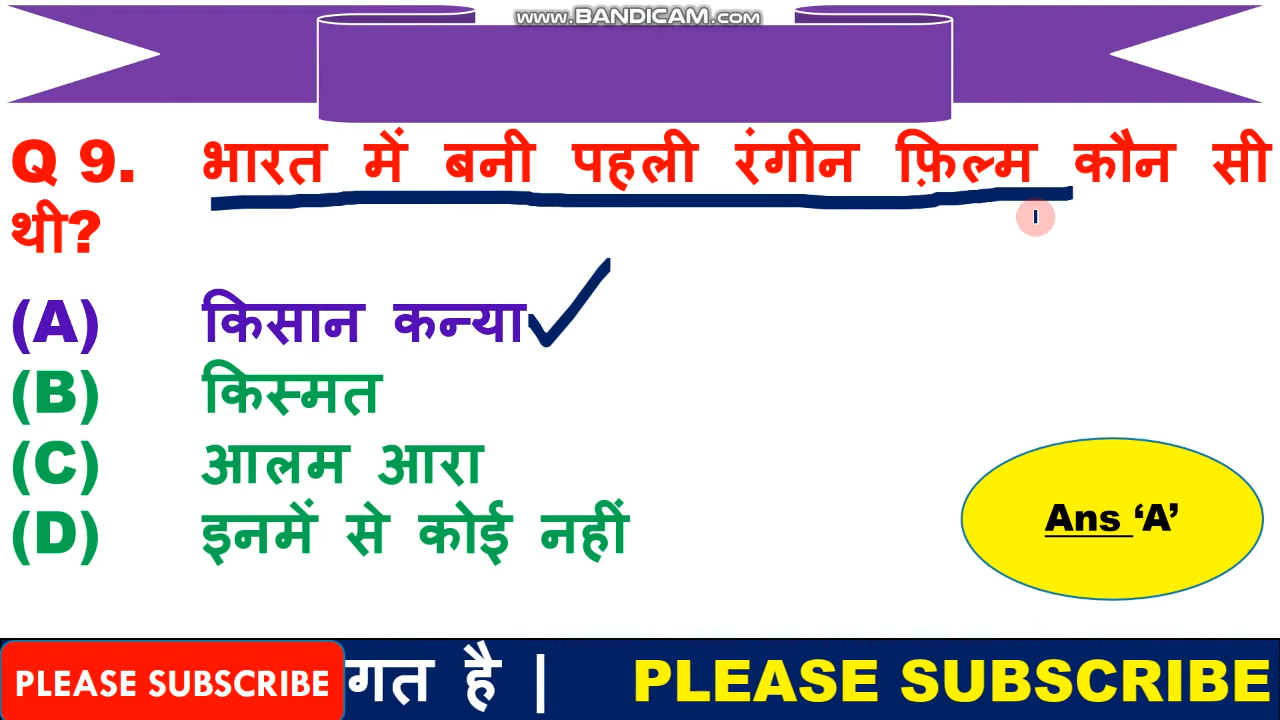 www.BANDICAM.com
Q 9. भारत में बनी पहली रंगीन फ़िल्म कौन सी
थी?
(A) किसान कन्या
(B) किस्मत
(C) आलम आरा
(D) इनमें से कोई नहीं
Ans ‘A’
PLEASE SUBSCRIBE गत है | PLEASE SUBSCRIBE